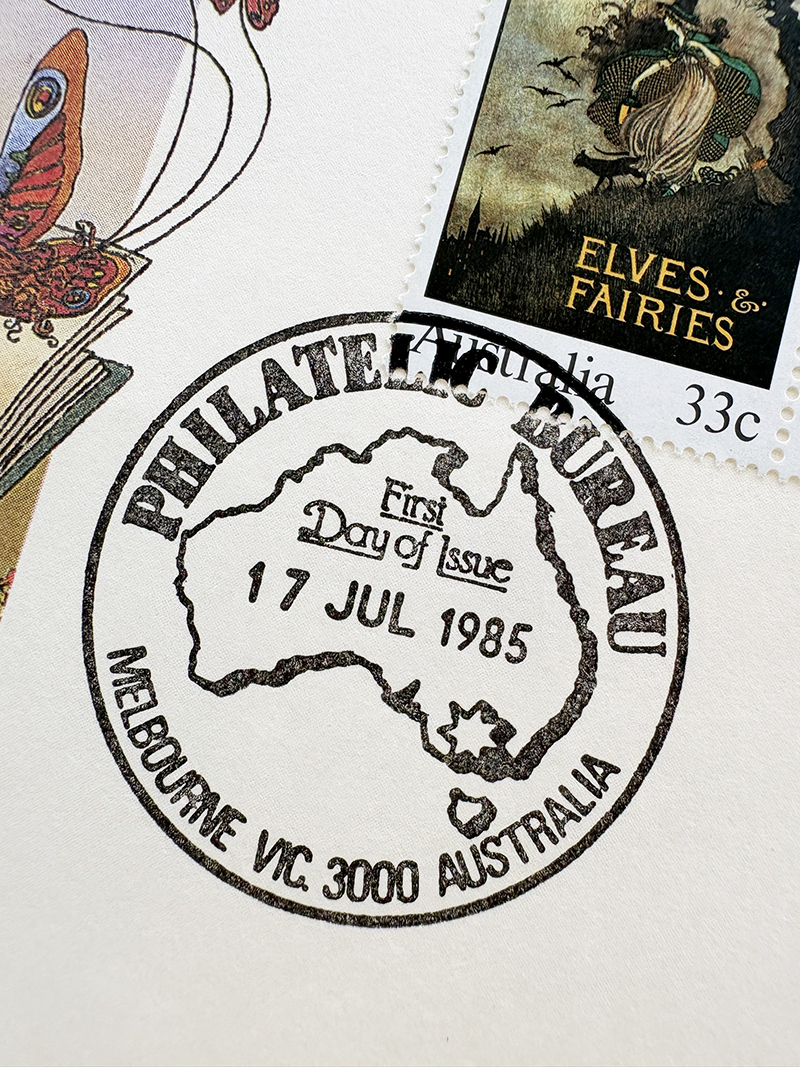 ELVES · & ·
FAIRIES
Australia
33c
PHILATELIC BUREAU
First
Day of Issue
17 JUL 1985
MELBOURNE VIC. 3000 AUSTRALIA